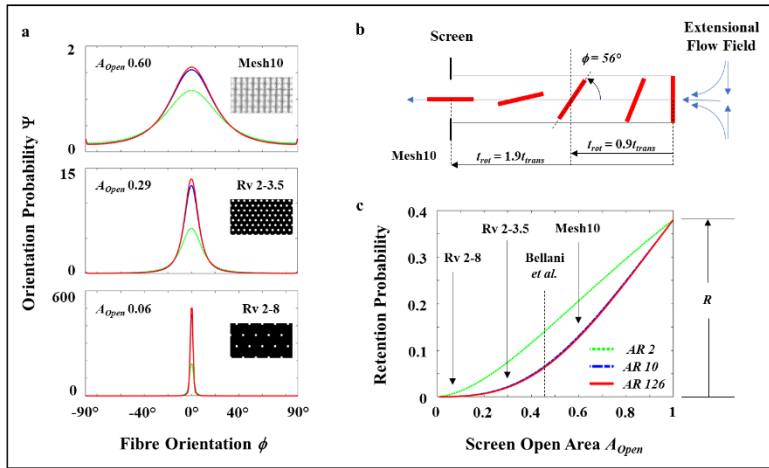 a
Orientation Probability Ψ
2
1
0
A_Open 0.60
Mesh10
15
0
A_Open 0.29
Rv 2-3.5
600
0
A_Open 0.06
Rv 2-8
-90° -45° 0° 45° 90°
Fibre Orientation ϕ
b
Screen
ϕ = 56°
Extensional
Flow Field
Mesh10
t_rot = 1.9t_trans
t_rot = 0.9t_trans
c
Retention Probability
0.4
0.3
0.2
0.1
0
Rv 2-8
Rv 2-3.5
Bellani
et al.
Mesh10
AR 2
AR 10
AR 126
R
0 0.2 0.4 0.6 0.8 1
Screen Open Area A_Open